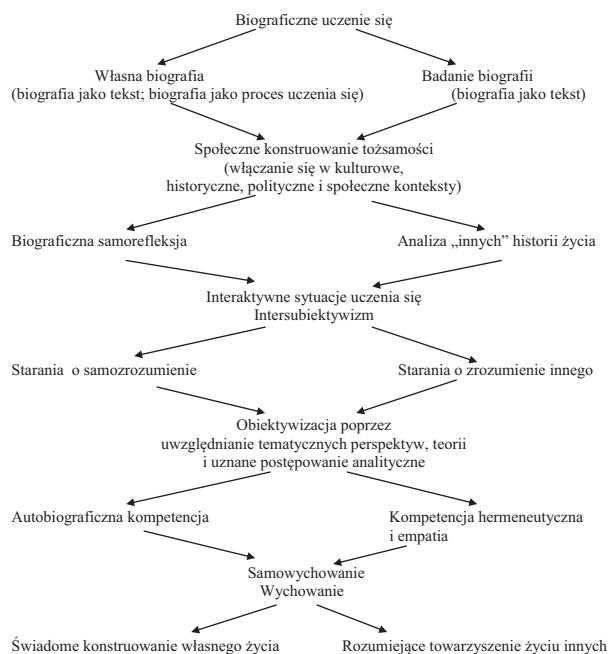 Biograficzne uczenie się
Własna biografia
(biografia jako tekst; biografia jako proces uczenia się)
Badanie biografii
(biografia jako tekst)
Społeczne konstruowanie tożsamości
(włączanie się w kulturowe,
historyczne, polityczne i społeczne konteksty)
Biograficzna samorefleksja
Analiza „innych” historii życia
Interaktywne sytuacje uczenia się
Intersubiektywizm
Starania o samozrozumienie
Starania o zrozumienie innego
Obiektywizacja poprzez
uwzględnianie tematycznych perspektyw, teorii
i uznane postępowanie analityczne
Autobiograficzna kompetencja
Kompetencja hermeneutyczna
i empatia
Samowychowanie
Wychowanie
Świadome konstruowanie własnego życia
Rozumiejące towarzyszenie życiu innych